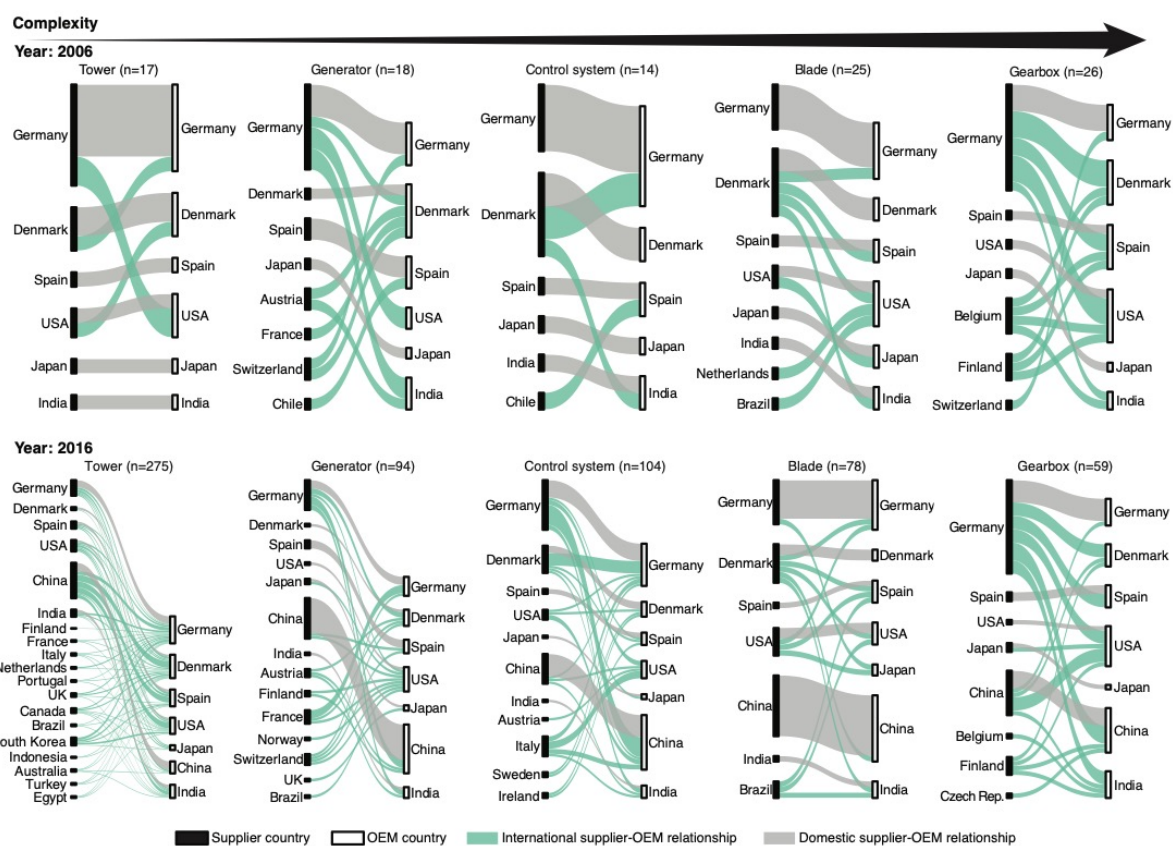 Complexity
Year: 2006
Tower (n=17)
Germany
Denmark
Spain
USA
Japan
India
Germany
Denmark
Spain
USA
Japan
India
Generator (n=18)
Germany
Denmark
Spain
Japan
Austria
France
Switzerland
Chile
Germany
Denmark
Spain
USA
Japan
India
Control system (n=14)
Germany
Denmark
Spain
Japan
India
Chile
Germany
Denmark
Spain
Japan
India
Blade (n=25)
Germany
Denmark
Spain
USA
Japan
India
Netherlands
Brazil
Germany
Denmark
Spain
USA
Japan
India
Gearbox (n=26)
Germany
Spain
USA
Japan
Belgium
Finland
Switzerland
Germany
Denmark
Spain
USA
Japan
India
Year: 2016
Tower (n=275)
Germany
Denmark
Spain
USA
China
India
Finland
France
Italy
Netherlands
Portugal
UK
Canada
Brazil
outh Korea
Indonesia
Australia
Turkey
Egypt
Germany
Denmark
Spain
USA
Japan
China
India
Generator (n=94)
Germany
Denmark
Spain
USA
Japan
China
India
Austria
Finland
France
Norway
Switzerland
UK
Brazil
Germany
Denmark
Spain
USA
Japan
China
India
Control system (n=104)
Germany
Denmark
Spain
USA
Japan
China
India
Austria
Italy
Sweden
Ireland
Germany
Denmark
Spain
USA
Japan
China
India
Blade (n=78)
Germany
Denmark
Spain
USA
China
India
Brazil
Germany
Denmark
Spain
USA
Japan
China
India
Gearbox (n=59)
Germany
Spain
USA
Japan
China
Belgium
Finland
Czech Rep.
Germany
Denmark
Spain
USA
Japan
China
India
Supplier country
OEM country
International supplier-OEM relationship
Domestic supplier-OEM relationship